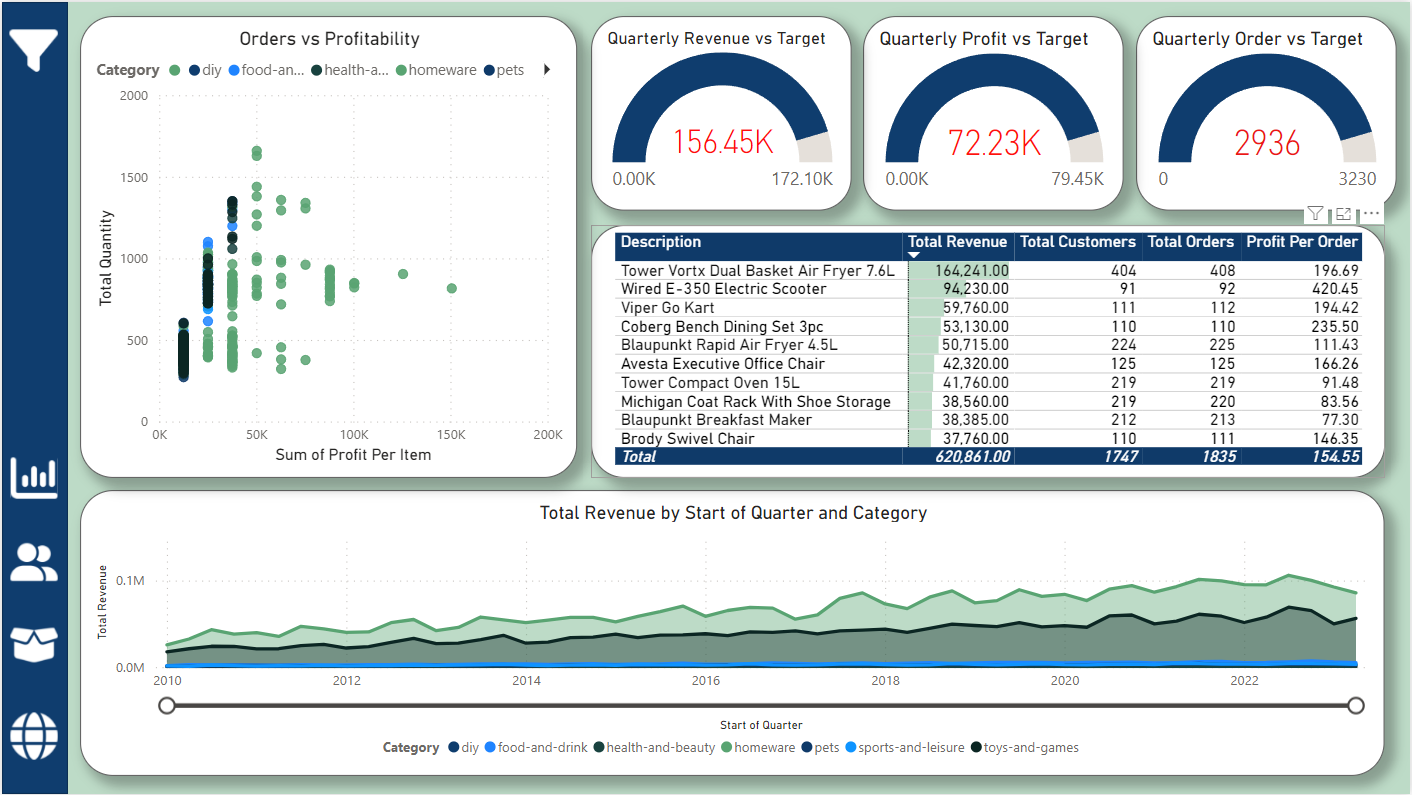 Orders vs Profitability
Category diy food-an... health-a... homeware pets
2000
1500
1000
500
0
Total Quantity
0K 50K 100K 150K 200K
Sum of Profit Per Item
Quarterly Revenue vs Target
156.45K
0.00K 172.10K
Quarterly Profit vs Target
72.23K
0.00K 79.45K
Quarterly Order vs Target
2936
0 3230
Description Total Revenue Total Customers Total Orders Profit Per Order
Tower Vortx Dual Basket Air Fryer 7.6L 164,241.00 404 408 196.69
Wired E-350 Electric Scooter 94,230.00 91 92 420.45
Viper Go Kart 59,760.00 111 112 194.42
Coberg Bench Dining Set 3pc 53,130.00 110 110 235.50
Blaupunkt Rapid Air Fryer 4.5L 50,715.00 224 225 111.43
Avesta Executive Office Chair 42,320.00 125 125 166.26
Tower Compact Oven 15L 41,760.00 219 219 91.48
Michigan Coat Rack With Shoe Storage 38,560.00 219 220 83.56
Blaupunkt Breakfast Maker 38,385.00 212 213 77.30
Brody Swivel Chair 37,760.00 110 111 146.35
Total 620,861.00 1747 1835 154.55
Total Revenue by Start of Quarter and Category
Total Revenue
0.1M
0.0M
2010 2012 2014 2016 2018 2020 2022
Start of Quarter
Category diy food-and-drink health-and-beauty homeware pets sports-and-leisure toys-and-games